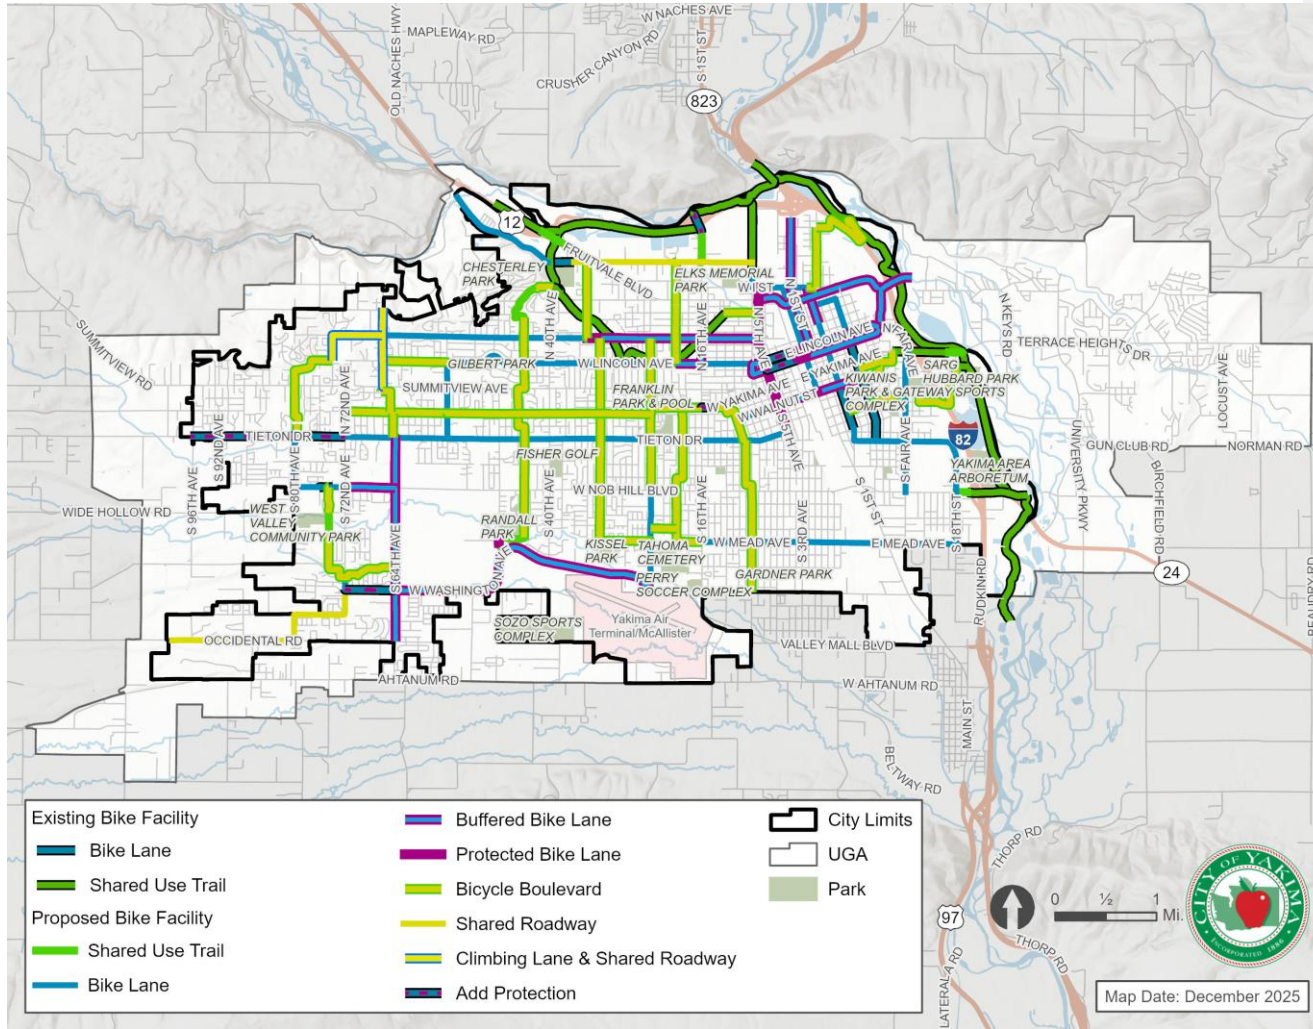 W NACHES AVE
MAPLEWAY RD
OLD NACHES HWY
CRUSHER CANYON RD
S 1ST ST
823
12
FRUITVALE BLVD
CHESTERLEY
PARK
ELKS MEMORIAL
PARK
W I ST
N 1ST ST
N 40TH AVE
N 16TH AVE
N 5TH AVE
E LINCOLN AVE
N FAIR AVE
N KEYS RD
TERRACE HEIGHTS DR
SUMMITVIEW RD
GILBERT PARK
W LINCOLN AVE
E YAKIMA AVE
SARG
HUBBARD PARK
LOCUST AVE
N 72ND AVE
SUMMITVIEW AVE
FRANKLIN
PARK & POOL
W YAKIMA AVE
W WALNUT ST
KIWANIS
PARK & GATEWAY SPORTS
COMPLEX
S 92ND AVE
TIETON DR
TIETON DR
S 5TH AVE
S FAIR AVE
82
UNIVERSITY PKWY
GUN CLUB RD
NORMAN RD
BIRCHFIELD RD
S 96TH AVE
S 80TH AVE
S 72ND AVE
FISHER GOLF
S 40TH AVE
W NOB HILL BLVD
S 16TH AVE
S 1ST ST
YAKIMA AREA
ARBORETUM
WIDE HOLLOW RD
WEST
VALLEY
COMMUNITY PARK
S 64TH AVE
RANDALL
PARK
KISSEL
PARK
TAHOMA
CEMETERY
W MEAD AVE
S 3RD AVE
E MEAD AVE
S 18TH ST
W WASHINGTON AVE
PERRY
SOCCER COMPLEX
GARDNER PARK
RUDKIN RD
24
BEAUDRY
OCCIDENTAL RD
SOZO SPORTS
COMPLEX
Yakima Air
Terminal/McAllister
VALLEY MALL BLVD
AHTANUM RD
W AHTANUM RD
MAIN ST
BELTWAY RD
THORP RD
97
THORP RD
LATERAL A RD
Existing Bike Facility
Bike Lane
Shared Use Trail
Proposed Bike Facility
Shared Use Trail
Bike Lane
Buffered Bike Lane
Protected Bike Lane
Bicycle Boulevard
Shared Roadway
Climbing Lane & Shared Roadway
Add Protection
City Limits
UGA
Park
0 ½ 1
Mi.
CITY OF YAKIMA
INCORPORATED 1886
Map Date: December 2025